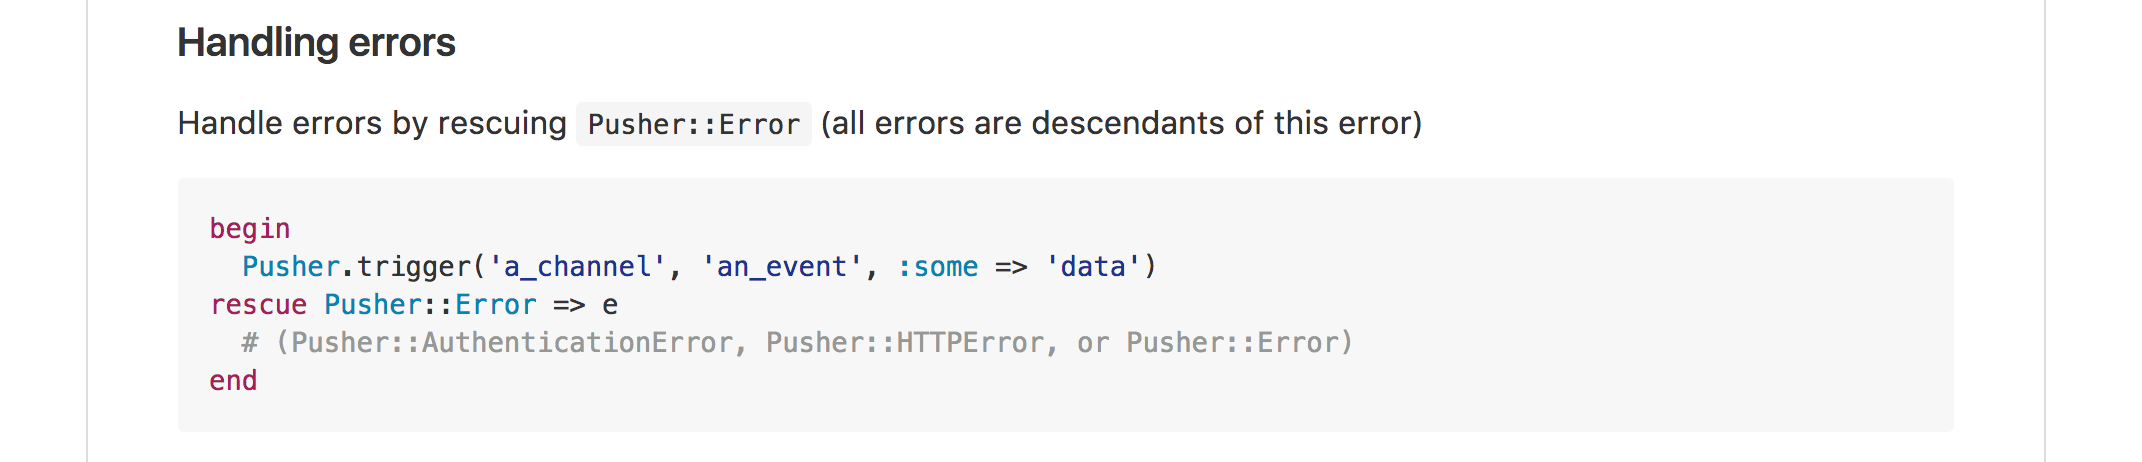 Handling errors
Handle errors by rescuing Pusher::Error (all errors are descendants of this error)
begin
  Pusher.trigger('a_channel', 'an_event', :some => 'data')
rescue Pusher::Error => e
  # (Pusher::AuthenticationError, Pusher::HTTPError, or Pusher::Error)
end